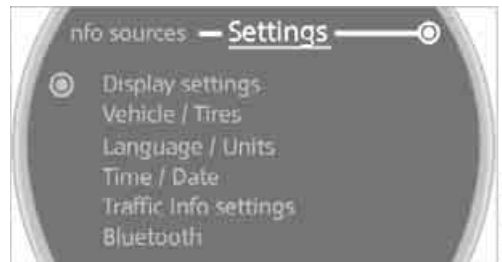 nfo sources Settings
Display settings
Vehicle / Tires
Language / Units
Time / Date
Traffic Info settings
Bluetooth